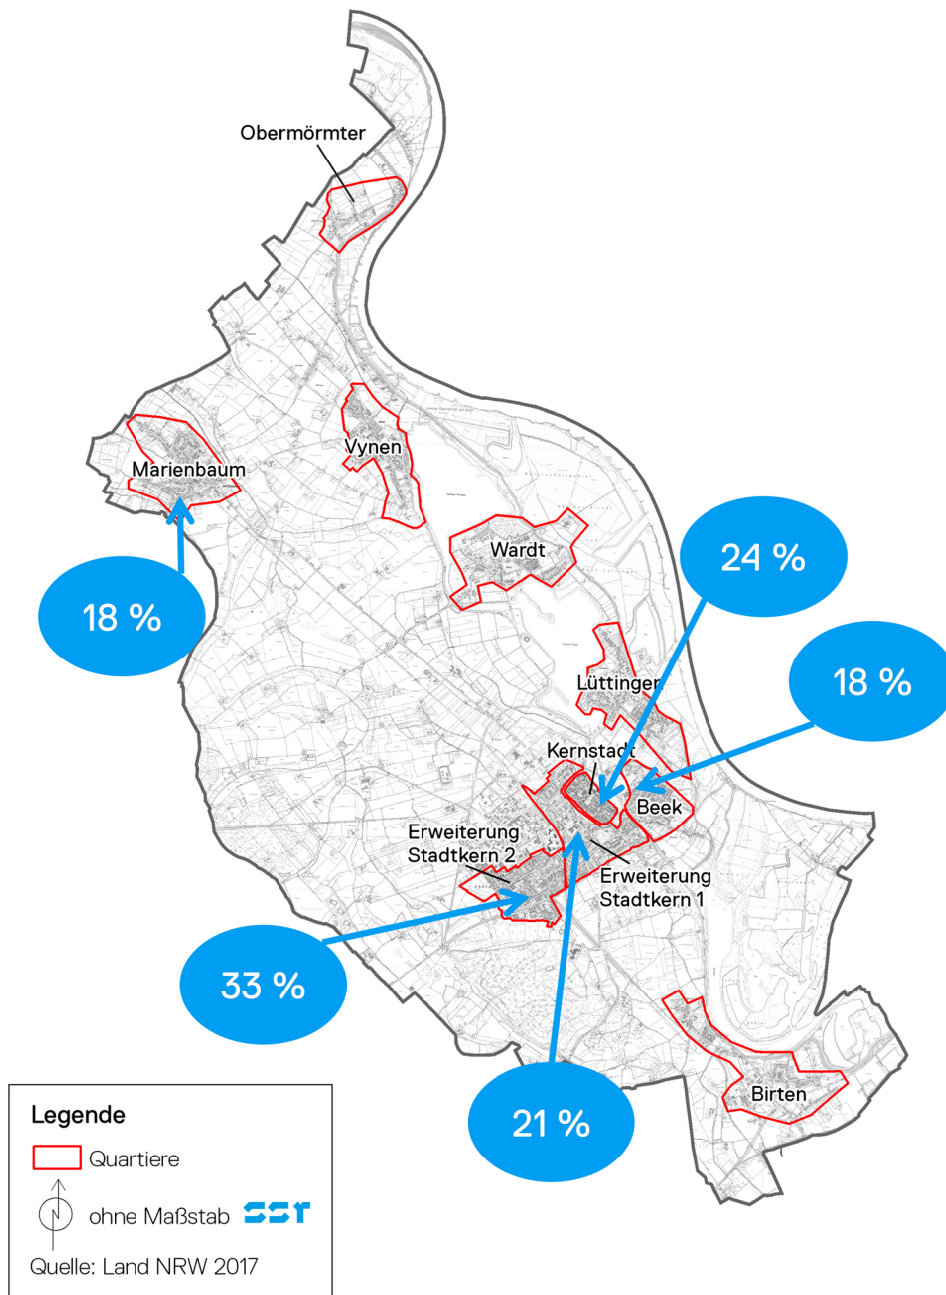 Obermörmter
Vynen
Marienbaum
Wardt
24 %
18 %
Lüttingen
18 %
Kernstadt
Beek
Erweiterung
Stadtkern 2
Erweiterung
Stadtkern 1
33 %
21 %
Birten
Legende
Quartiere
N
ohne Maßstab ssr
Quelle: Land NRW 2017